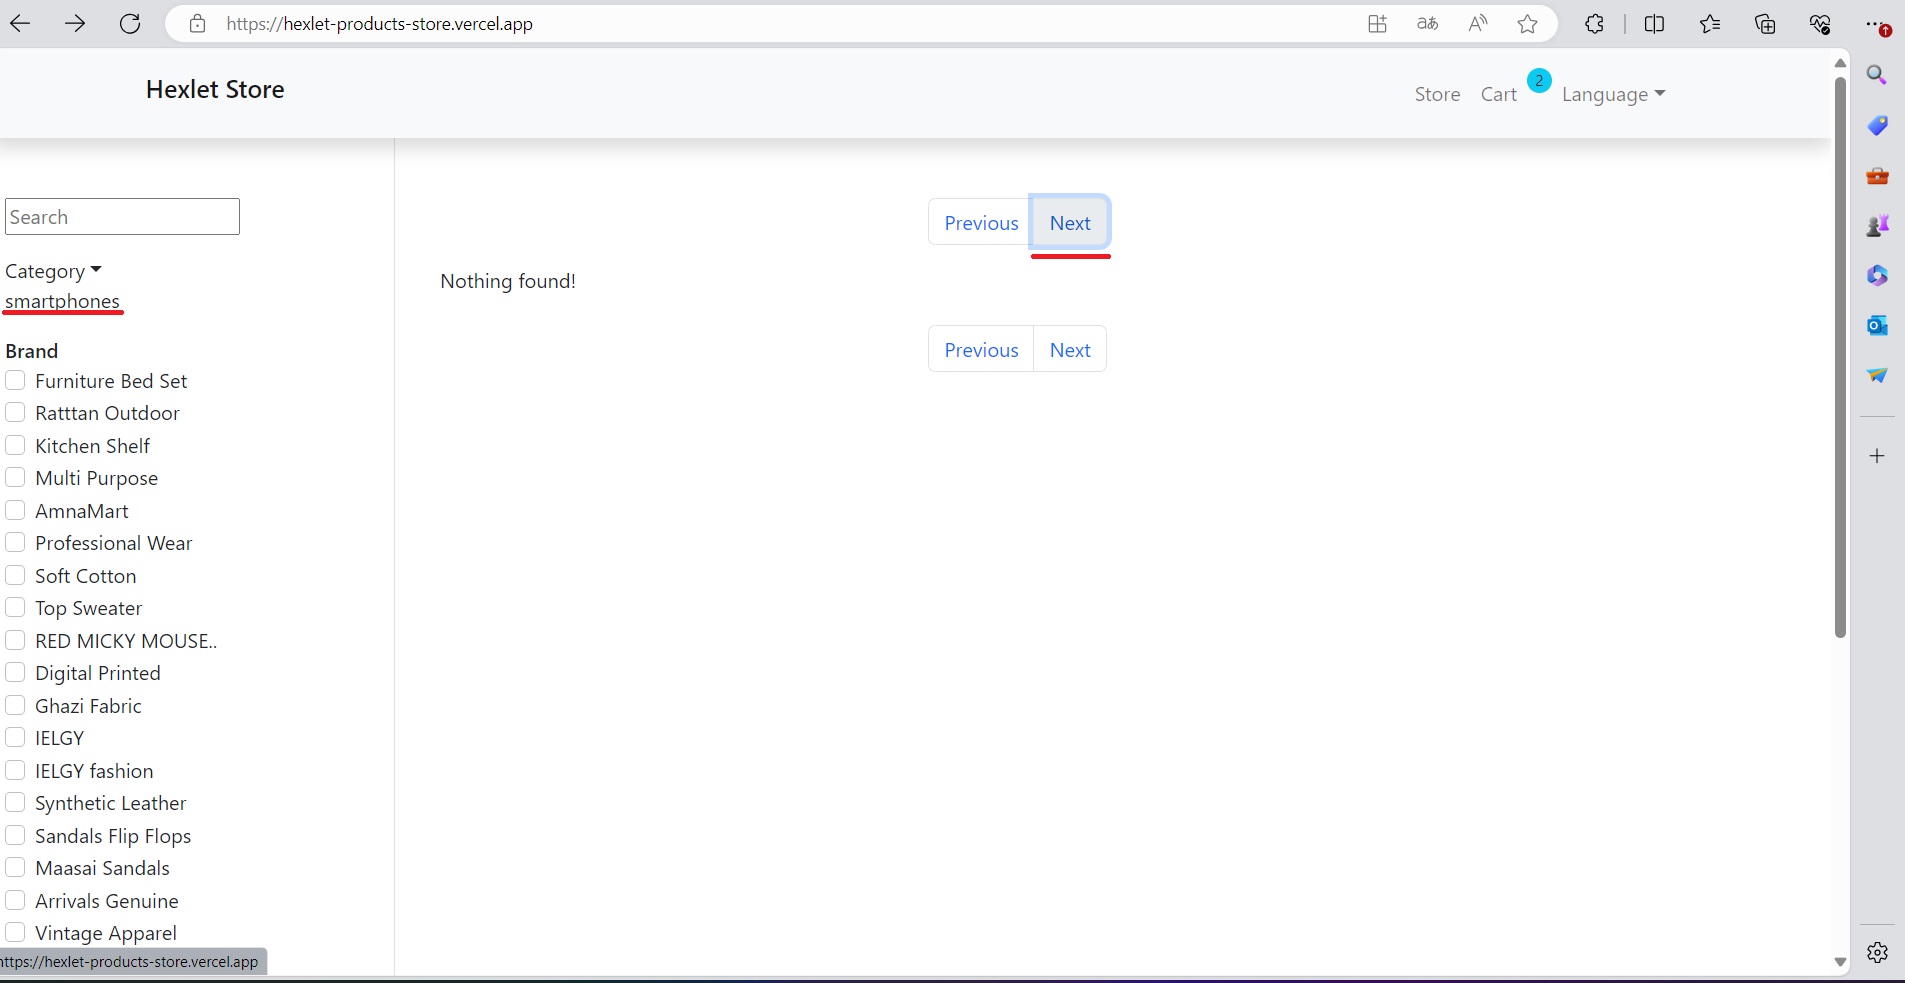 https://hexlet-products-store.vercel.app
Hexlet Store
Store Cart 2 Language
Search
Category
smartphones
Brand
Furniture Bed Set
Ratttan Outdoor
Kitchen Shelf
Multi Purpose
AmnaMart
Professional Wear
Soft Cotton
Top Sweater
RED MICKY MOUSE..
Digital Printed
Ghazi Fabric
IELGY
IELGY fashion
Synthetic Leather
Sandals Flip Flops
Maasai Sandals
Arrivals Genuine
Vintage Apparel
Previous Next
Nothing found!
Previous Next
https://hexlet-products-store.vercel.app